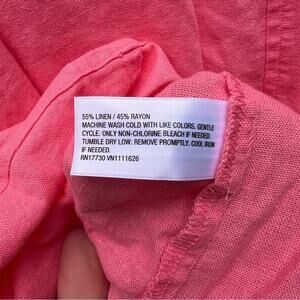 55% LINEN / 45% RAYON
MACHINE WASH COLD WITH LIKE COLORS, GENTLE
CYCLE. ONLY NON-CHLORINE BLEACH IF NEEDED.
TUMBLE DRY LOW. REMOVE PROMPTLY. COOL IRON
IF NEEDED.
RN17730 VN1111626